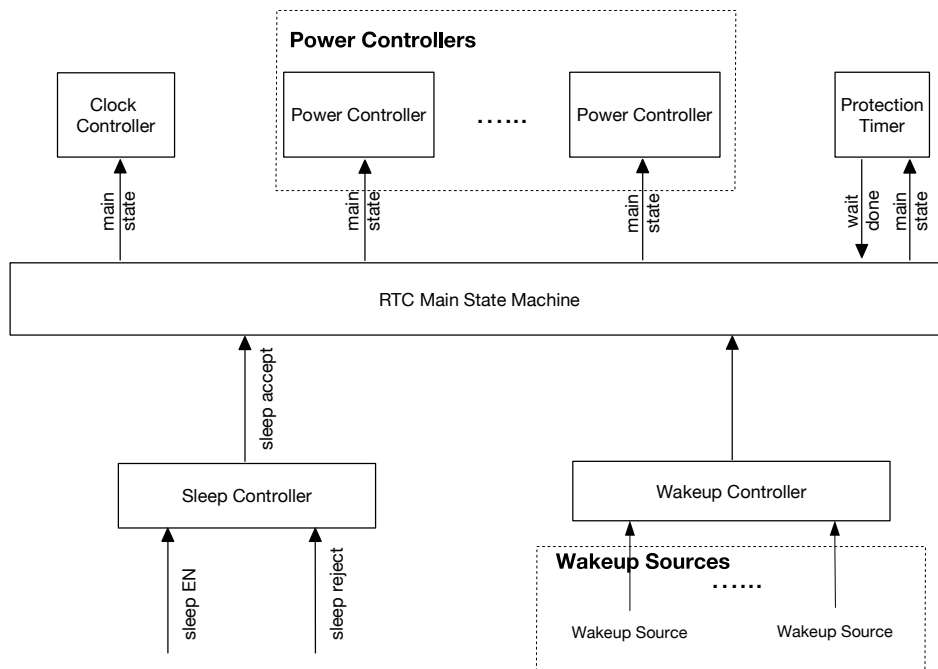 Power Controllers
Clock
Controller
Power Controller
......
Power Controller
Protection
Timer
main
state
main
state
main
state
wait
done
main
state
RTC Main State Machine
sleep accept
Sleep Controller
Wakeup Controller
sleep EN
sleep reject
Wakeup Sources
......
Wakeup Source
Wakeup Source